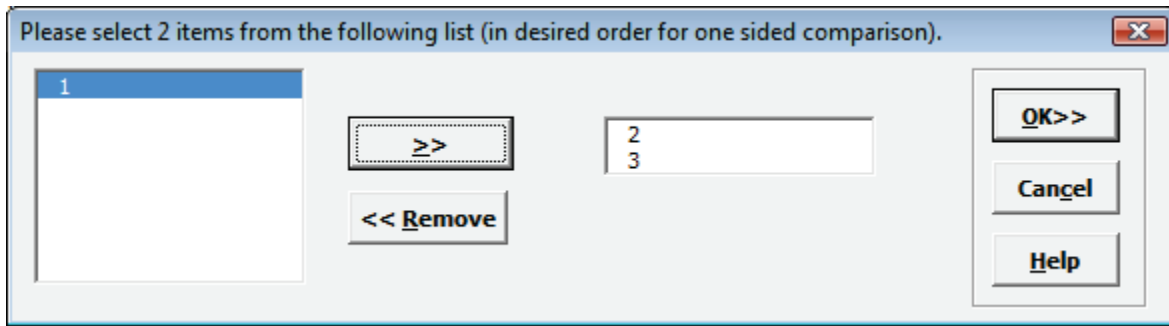 Please select 2 items from the following list (in desired order for one sided comparison).
1
>>
<< Remove
2
3
OK>>
Cancel
Help